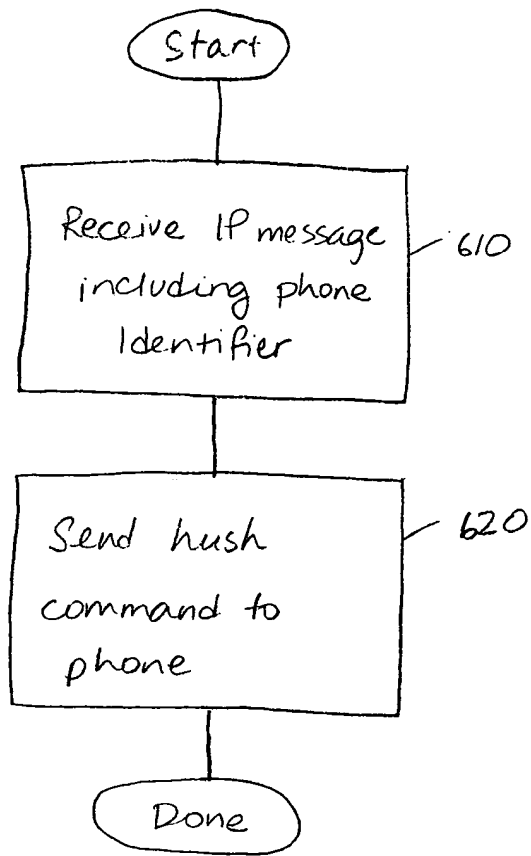 Start
Receive IP message
including phone
Identifier
610
Send hush
command to
phone
620
Done